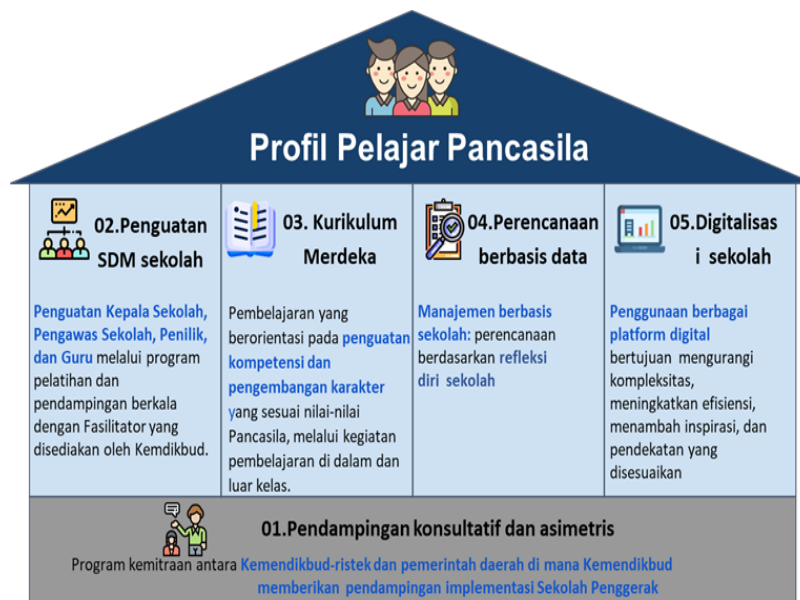 Profil Pelajar Pancasila
02.Penguatan
SDM sekolah
Penguatan Kepala Sekolah,
Pengawas Sekolah, Penilik,
dan Guru melalui program
pelatihan dan
pendampingan berkala
dengan Fasilitator yang
disediakan oleh Kemdikbud.
03. Kurikulum
Merdeka
Pembelajaran yang
berorientasi pada penguatan
kompetensi dan
pengembangan karakter
yang sesuai nilai-nilai
Pancasila, melalui kegiatan
pembelajaran di dalam dan
luar kelas.
04.Perencanaan
berbasis data
Manajemen berbasis
sekolah: perencanaan
berdasarkan refleksi
diri sekolah
05.Digitalisas
i sekolah
Penggunaan berbagai
platform digital
bertujuan mengurangi
kompleksitas,
meningkatkan efisiensi,
menambah inspirasi, dan
pendekatan yang
disesuaikan
01.Pendampingan konsultatif dan asimetris
Program kemitraan antara Kemendikbud-ristek dan pemerintah daerah di mana Kemendikbud
memberikan pendampingan implementasi Sekolah Penggerak